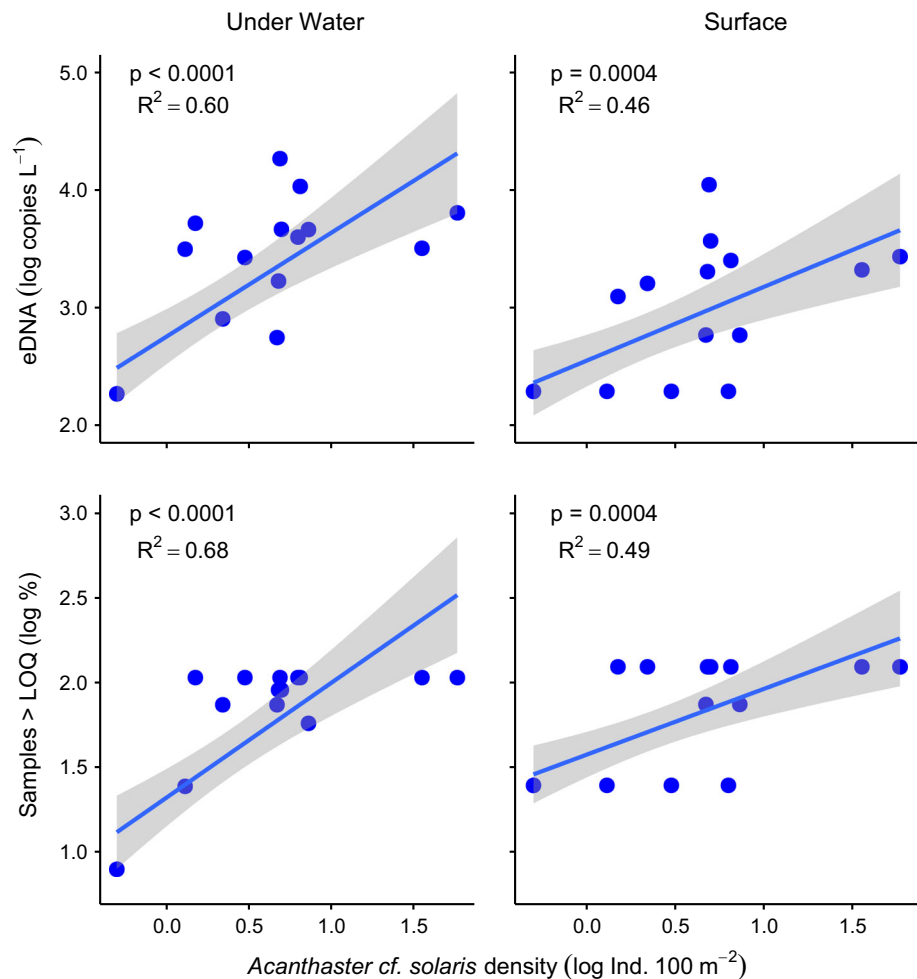 Under Water
Surface
eDNA (log copies L⁻¹)
5.0
4.0
3.0
2.0
p < 0.0001
R² = 0.60
p = 0.0004
R² = 0.46
Samples > LOQ (log %)
3.0
2.5
2.0
1.5
1.0
p < 0.0001
R² = 0.68
p = 0.0004
R² = 0.49
0.0 0.5 1.0 1.5
0.0 0.5 1.0 1.5
Acanthaster cf. solaris density (log Ind. 100 m⁻²)